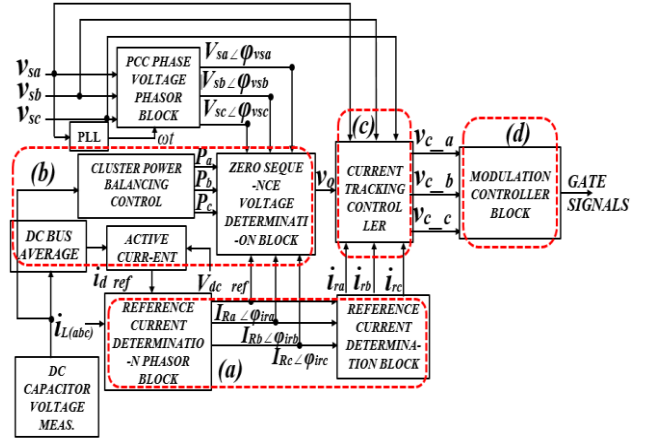 v_sa
v_sb
v_sc
PCC PHASE
VOLTAGE
PHASOR
BLOCK
V_sa∠φ_vsa
V_sb∠φ_vsb
V_sc∠φ_vsc
PLL
ωt
(b)
CLUSTER POWER
BALANCING
CONTROL
P_a
P_b
P_c
ZERO SEQUE
-NCE
VOLTAGE
DETERMINATI
-ON BLOCK
v_o
(c)
CURRENT
TRACKING
CONTROL
LER
v_c_a
v_c_b
v_c_c
(d)
MODULATION
CONTROLLER
BLOCK
GATE
SIGNALS
DC BUS
AVERAGE
ACTIVE
CURR-ENT
i_d ref
V_dc ref
i_ra
i_rb
i_rc
i_L(abc)
REFERENCE
CURRENT
DETERMINATIO
-N PHASOR
BLOCK
I_Ra∠φ_ira
I_Rb∠φ_irb
I_Rc∠φ_irc
(a)
REFERENCE
CURRENT
DETERMINA-
TION BLOCK
DC
CAPACITOR
VOLTAGE
MEAS.